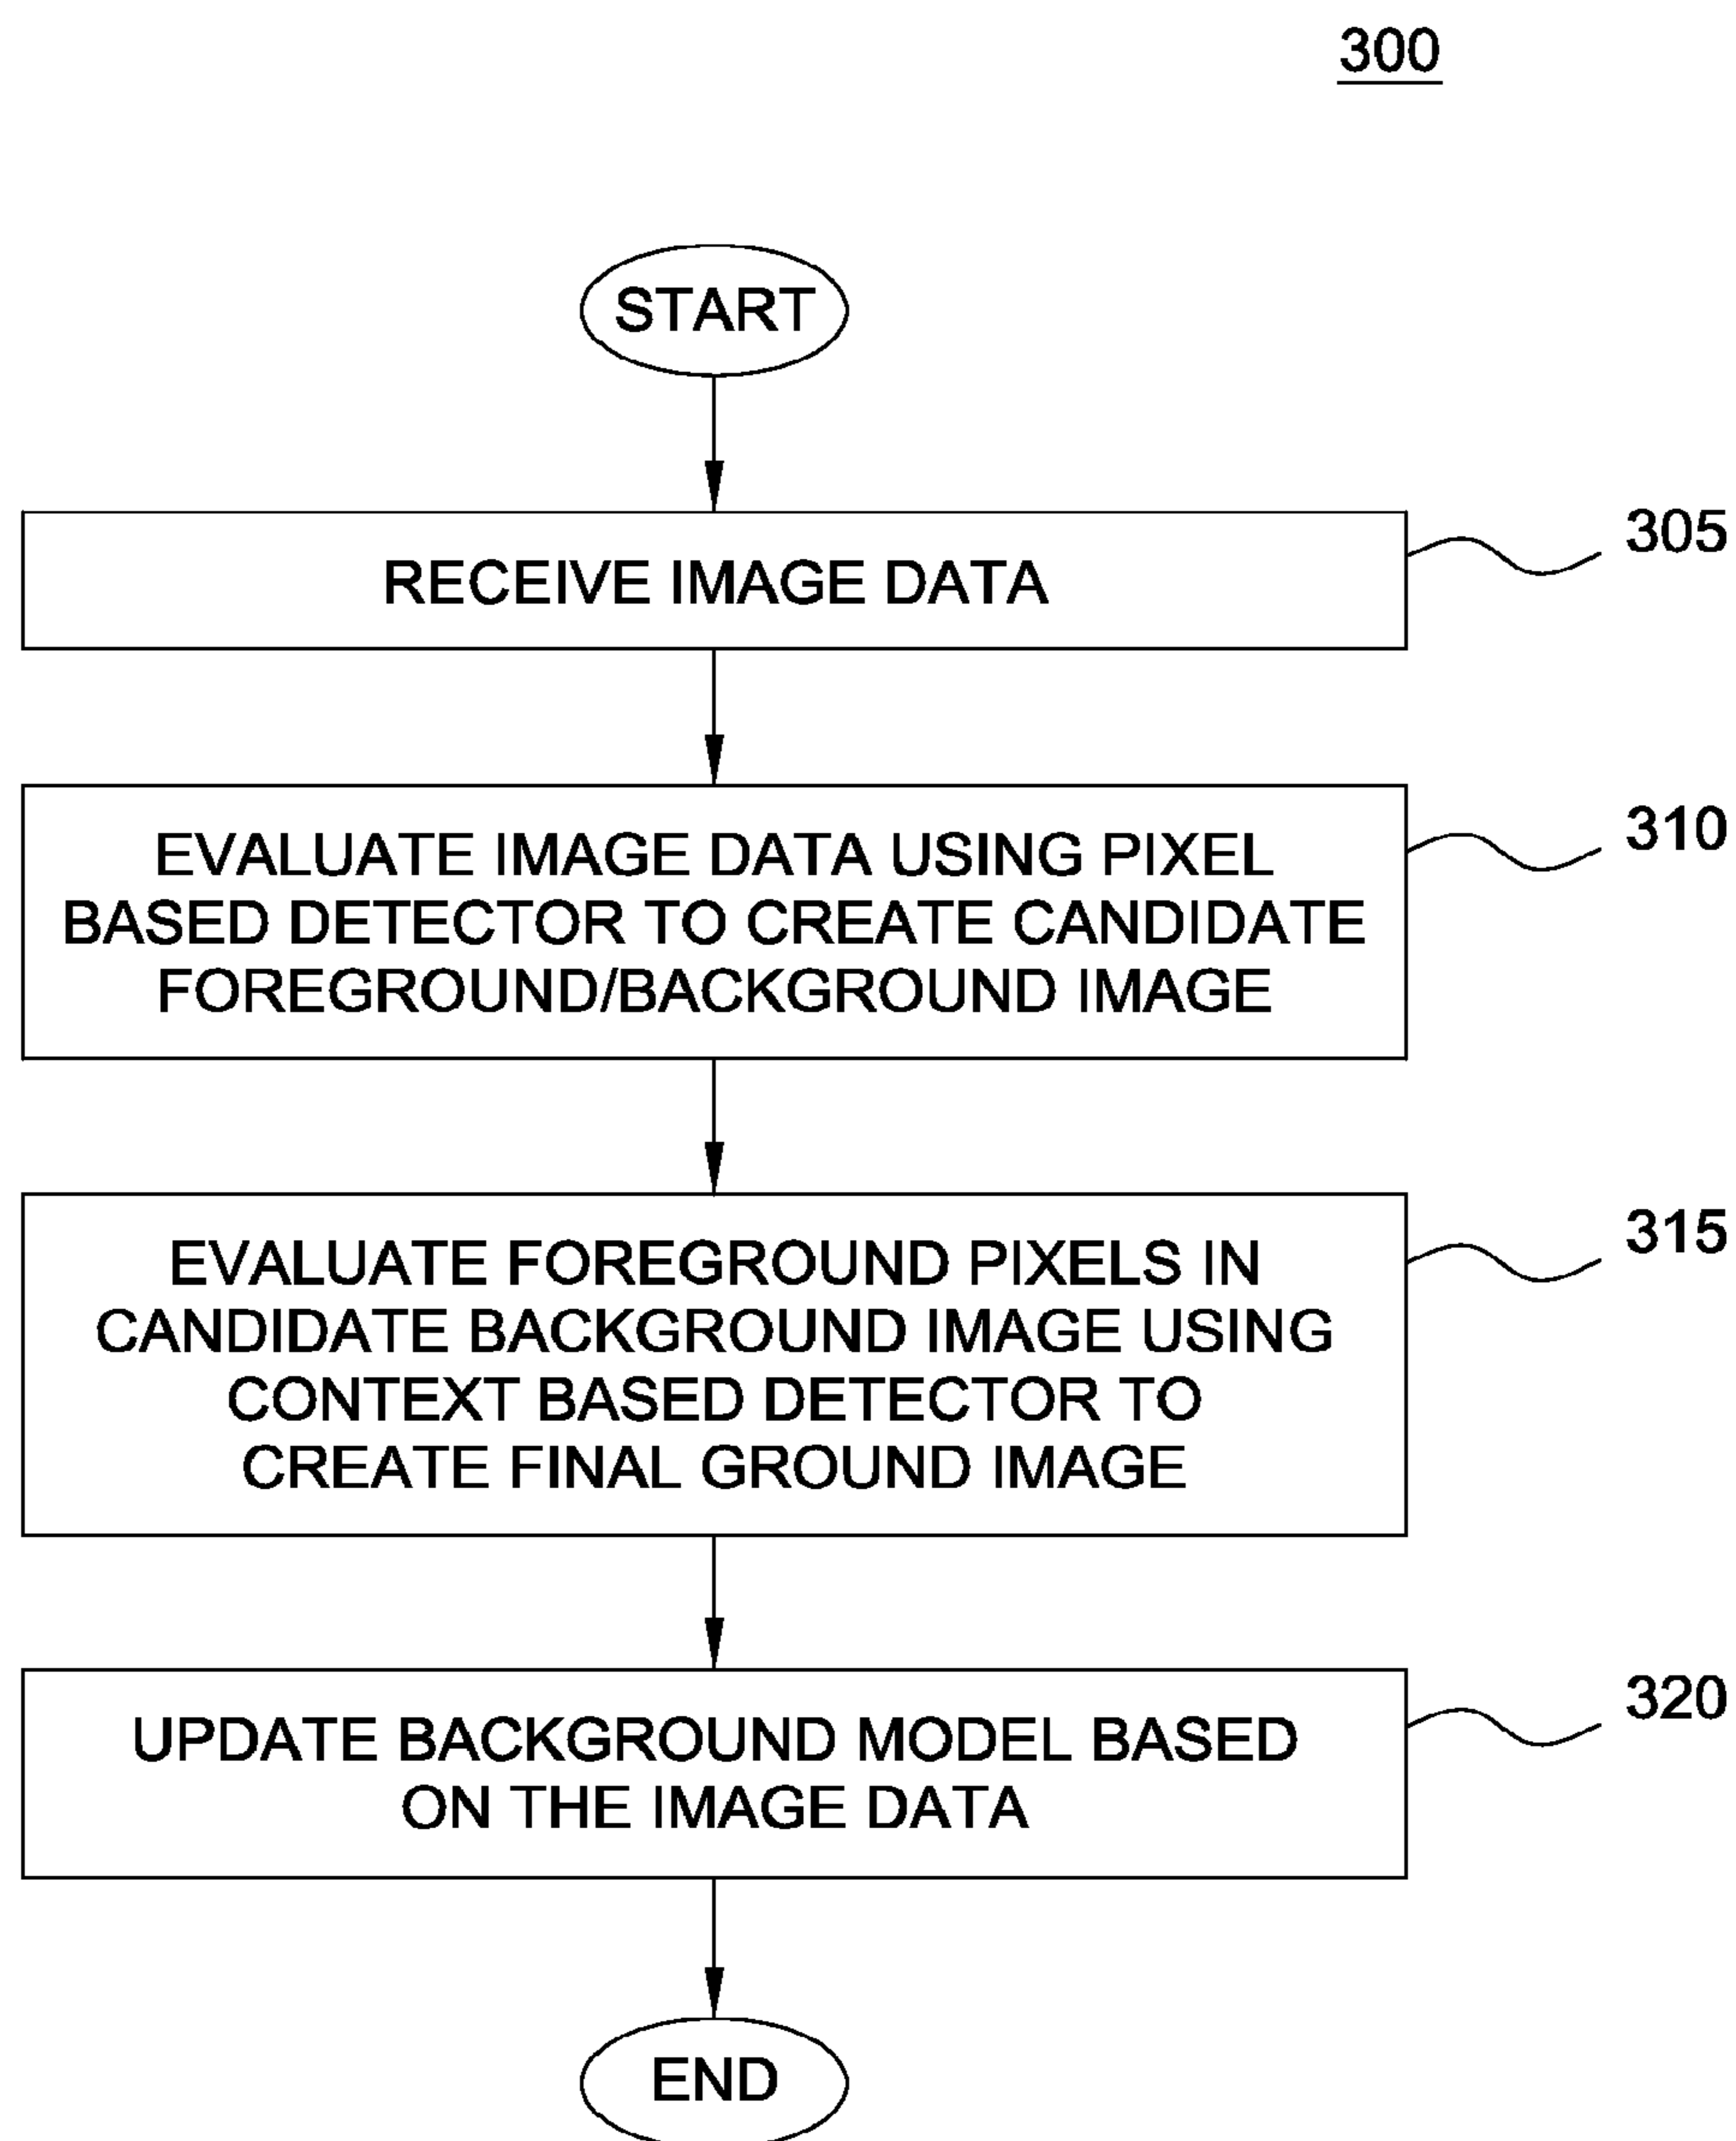 300
START
RECEIVE IMAGE DATA
305
EVALUATE IMAGE DATA USING PIXEL
BASED DETECTOR TO CREATE CANDIDATE
FOREGROUND/BACKGROUND IMAGE
310
EVALUATE FOREGROUND PIXELS IN
CANDIDATE BACKGROUND IMAGE USING
CONTEXT BASED DETECTOR TO
CREATE FINAL GROUND IMAGE
315
UPDATE BACKGROUND MODEL BASED
ON THE IMAGE DATA
320
END